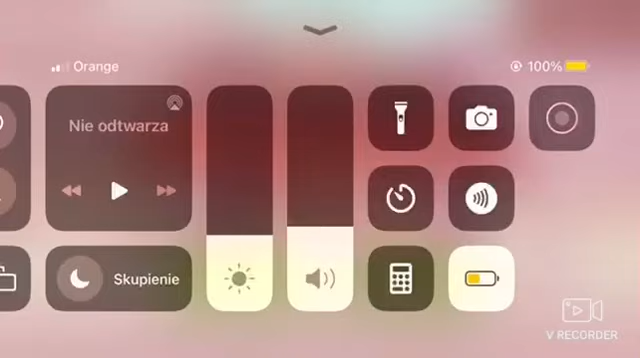 Orange
100%
Nie odtwarza
Skupienie
V RECORDER